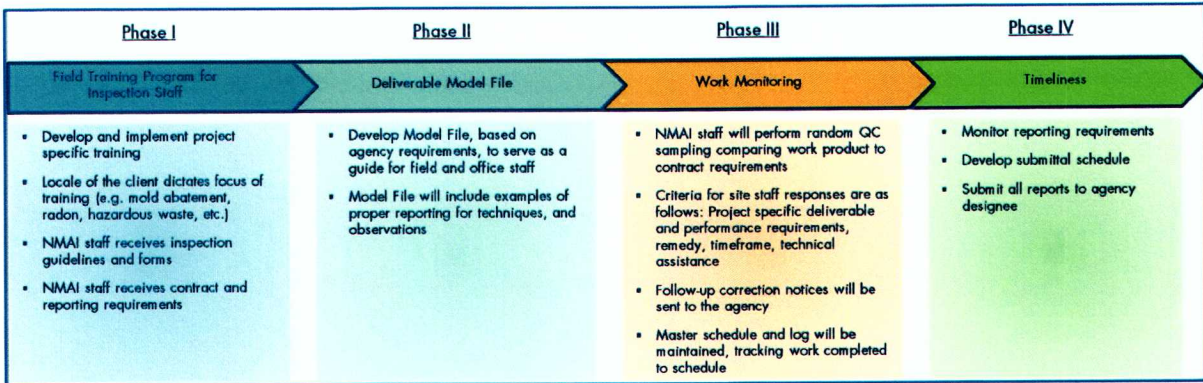 Phase I
Phase II
Phase III
Phase IV
Field Training Program for
Inspection Staff
Deliverable Model File
Work Monitoring
Timeliness
▪ Develop and implement project
specific training
▪ Locale of the client dictates focus of
training (e.g. mold abatement,
radon, hazardous waste, etc.)
▪ NMAI staff receives inspection
guidelines and forms
▪ NMAI staff receives contract and
reporting requirements
▪ Develop Model File, based on
agency requirements, to serve as a
guide for field and office staff
▪ Model File will include examples of
proper reporting for techniques, and
observations
▪ NMAI staff will perform random QC
sampling comparing work product to
contract requirements
▪ Criteria for site staff responses are as
follows: Project specific deliverable
and performance requirements,
remedy, timeframe, technical
assistance
▪ Follow-up correction notices will be
sent to the agency
▪ Master schedule and log will be
maintained, tracking work completed
to schedule
▪ Monitor reporting requirements
▪ Develop submittal schedule
▪ Submit all reports to agency
designee